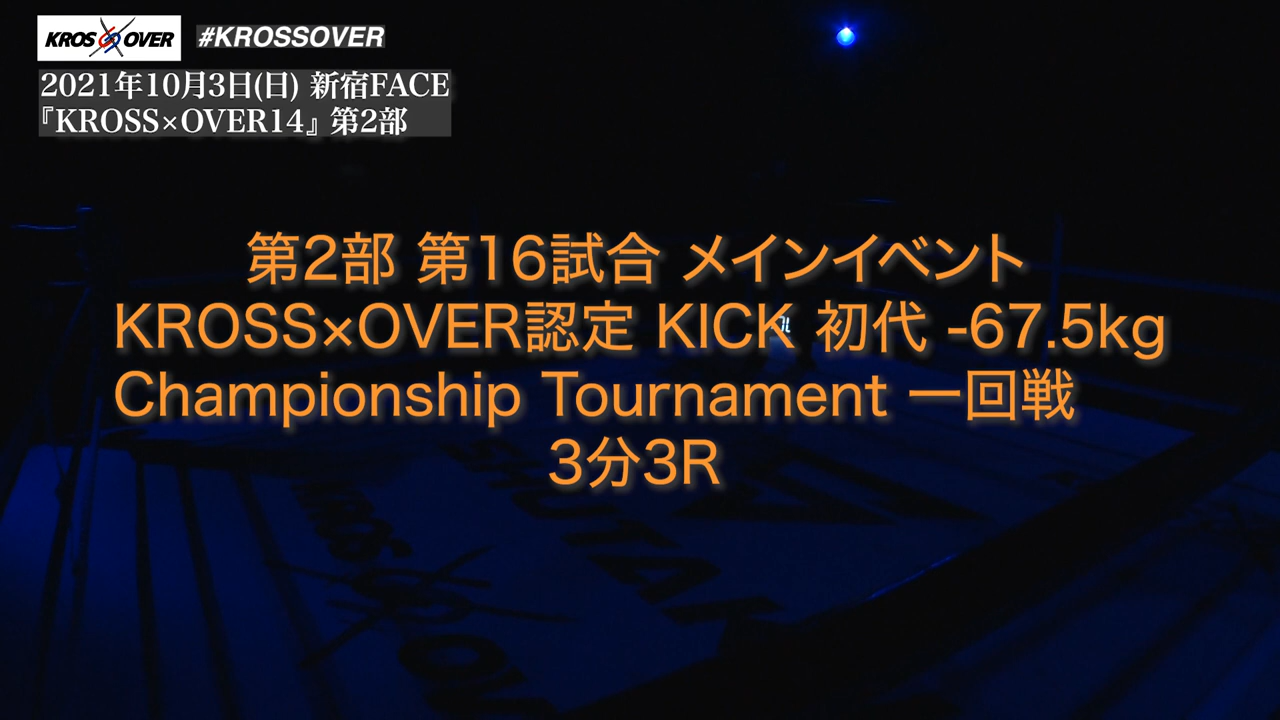 KROSS×OVER
#KROSSOVER
2021年10月3日(日) 新宿FACE
『KROSS×OVER14』 第2部
第2部 第16試合 メインイベント
KROSS×OVER認定 KICK 初代 -67.5kg
Championship Tournament 一回戦
3分3R